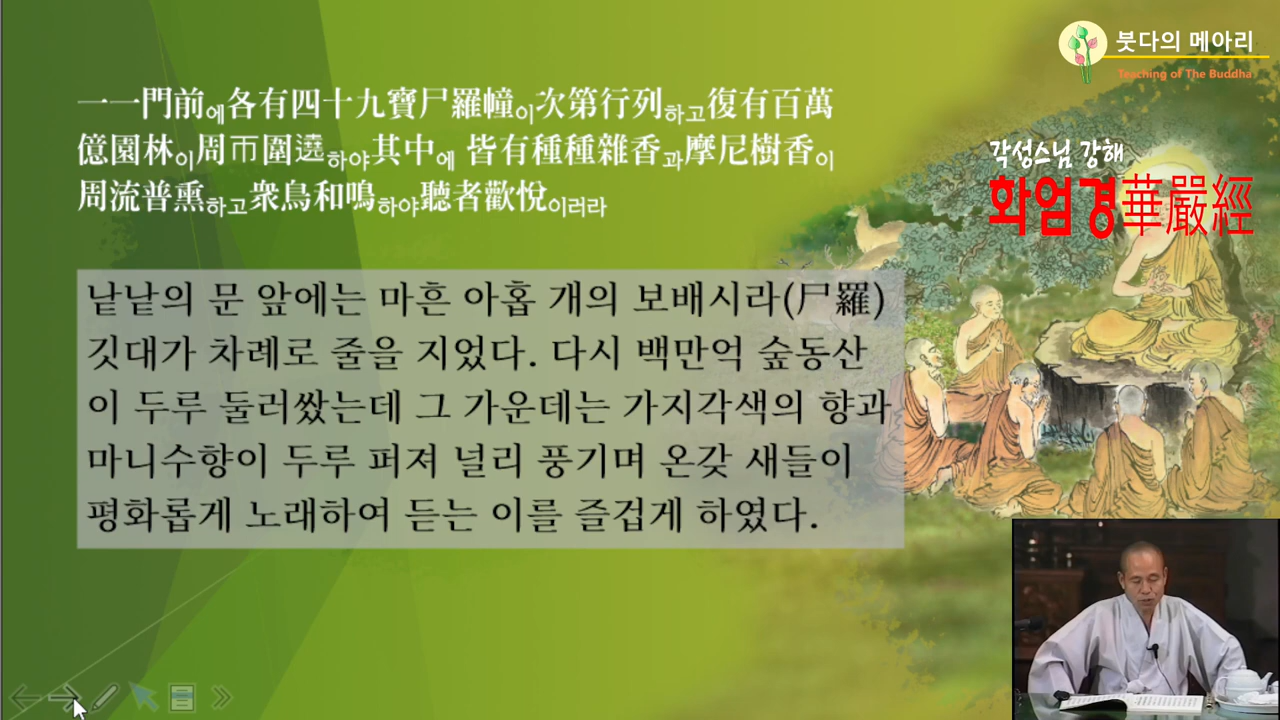 붓다의 메아리
Teaching of The Buddha
각성스님 강해
화엄경華嚴經
一一門前에各有四十九寶尸羅幢이次第行列하고復有百萬
億園林이周帀圍遶하야其中에 皆有種種雜香과摩尼樹香이
周流普熏하고衆鳥和鳴하야聽者歡悅이러라
낱낱의 문 앞에는 마흔 아홉 개의 보배시라(尸羅)
깃대가 차례로 줄을 지었다. 다시 백만억 숲동산
이 두루 둘러쌌는데 그 가운데는 가지각색의 향과
마니수향이 두루 퍼져 널리 풍기며 온갖 새들이
평화롭게 노래하여 듣는 이를 즐겁게 하였다.